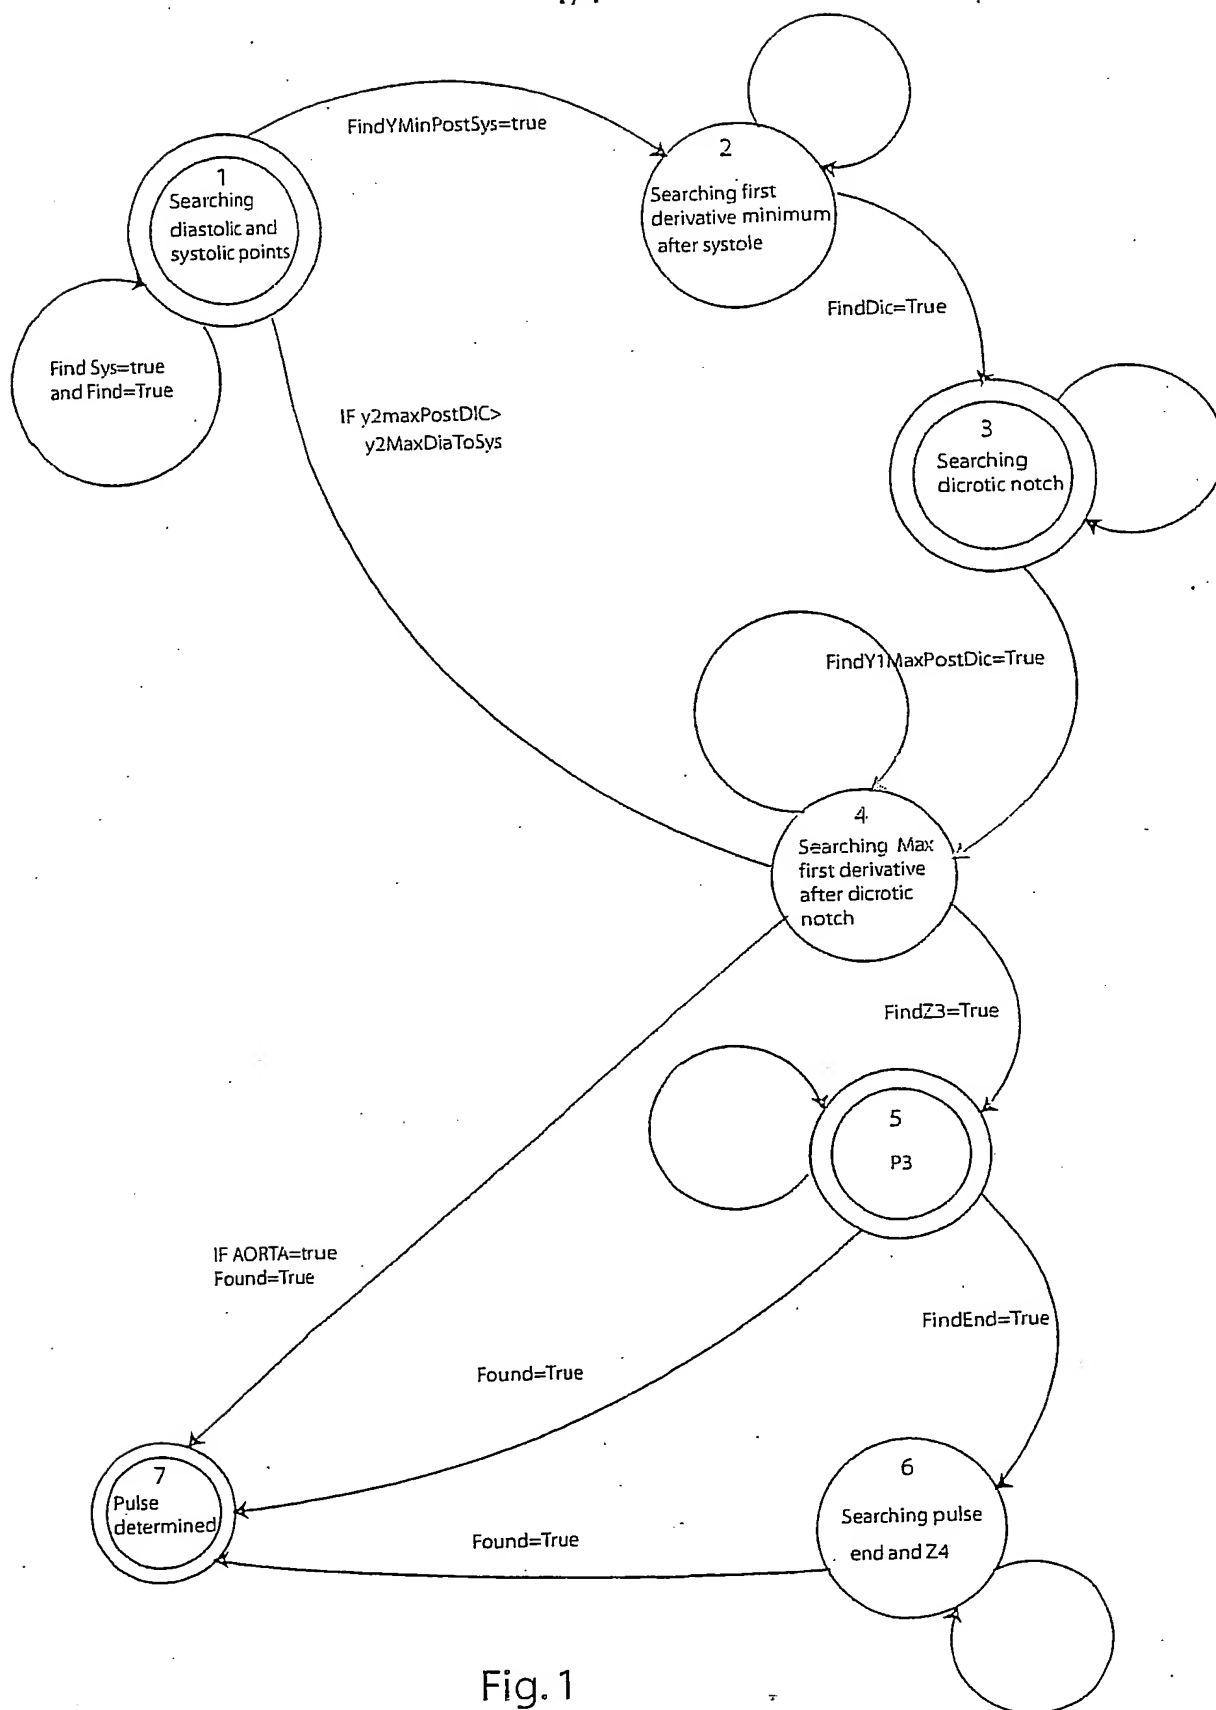 FindYMinPostSys=true
1
Searching
diastolic and
systolic points
2
Searching first
derivative minimum
after systole
FindDic=True
Find Sys=true
and Find=True
IF y2maxPostDIC>
y2MaxDiaToSys
3
Searching
dicrotic notch
FindY1MaxPostDic=True
4
Searching Max
first derivative
after dicrotic
notch
FindZ3=True
5
P3
IF AORTA=true
Found=True
FindEnd=True
Found=True
7
Pulse
determined
6
Searching pulse
end and Z4
Found=True
Fig. 1